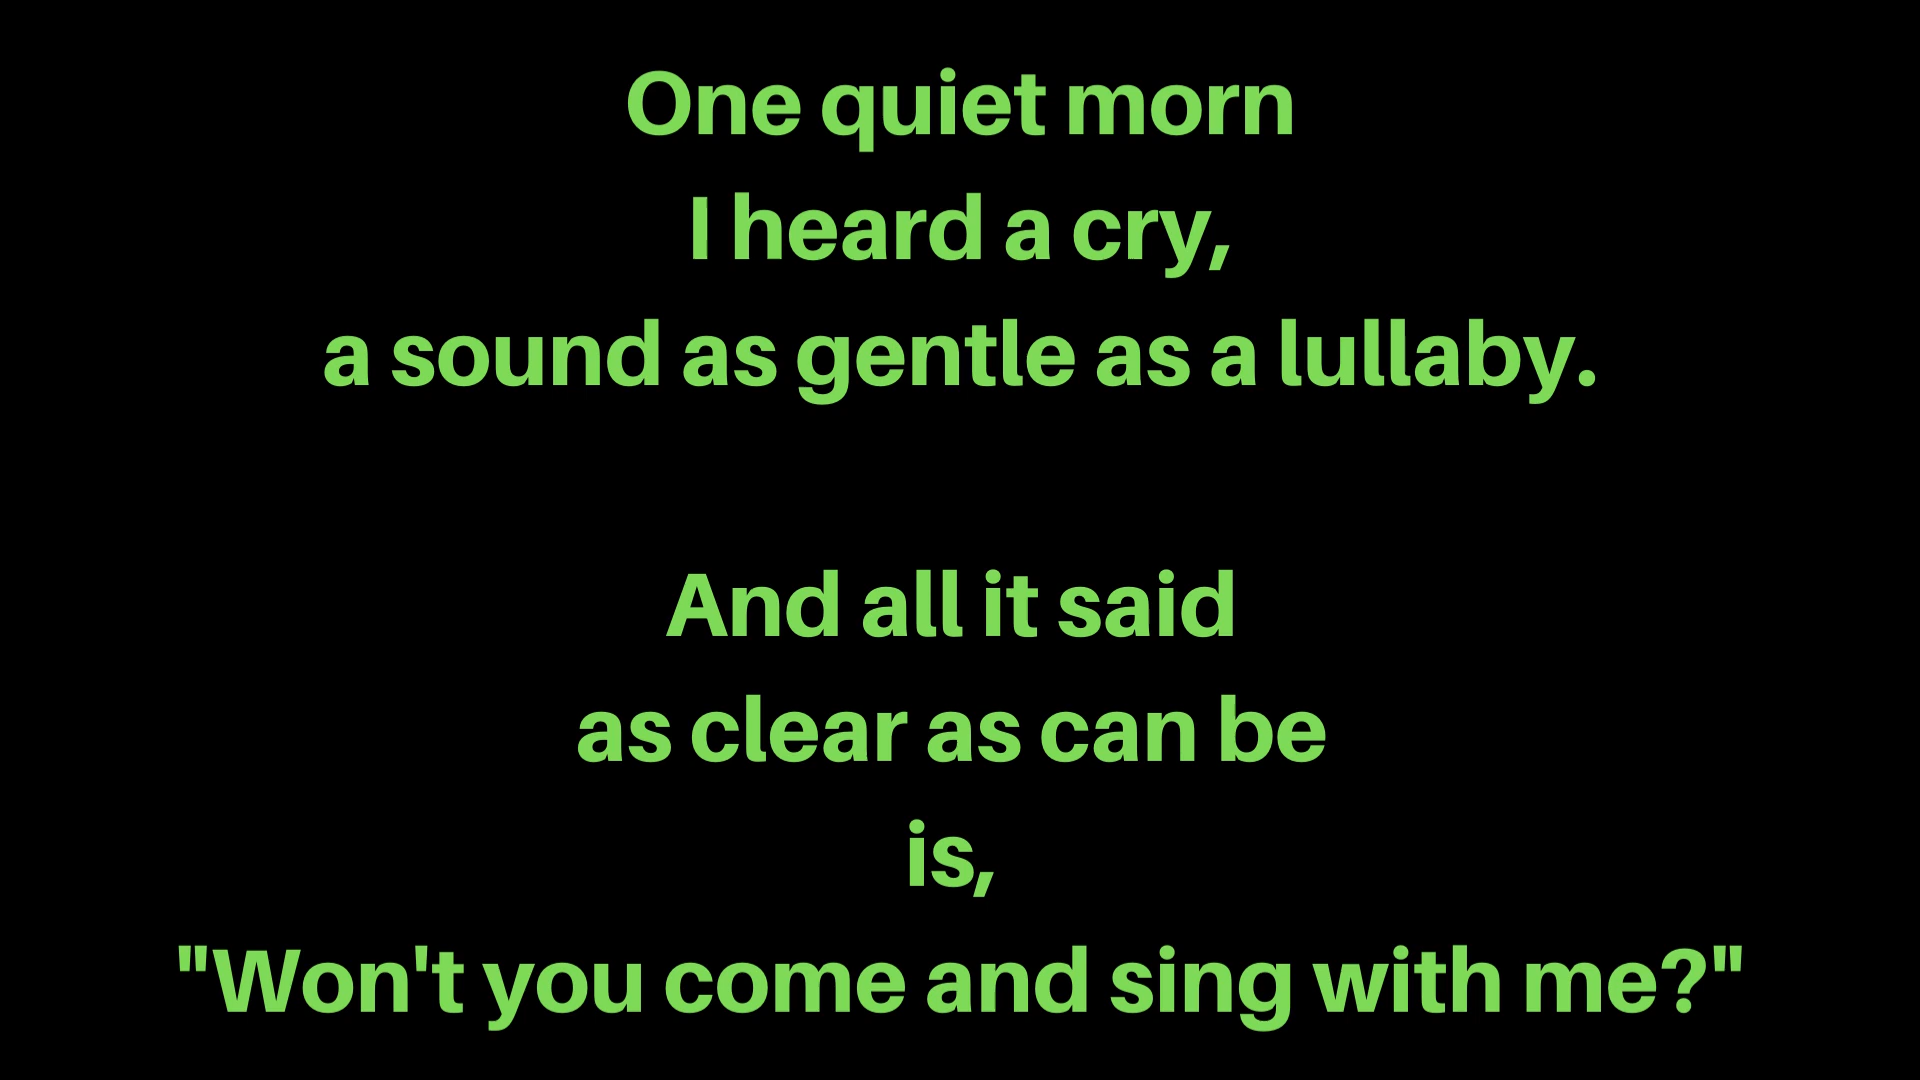 One quiet morn
I heard a cry,
a sound as gentle as a lullaby.
And all it said
as clear as can be
is,
"Won't you come and sing with me?"